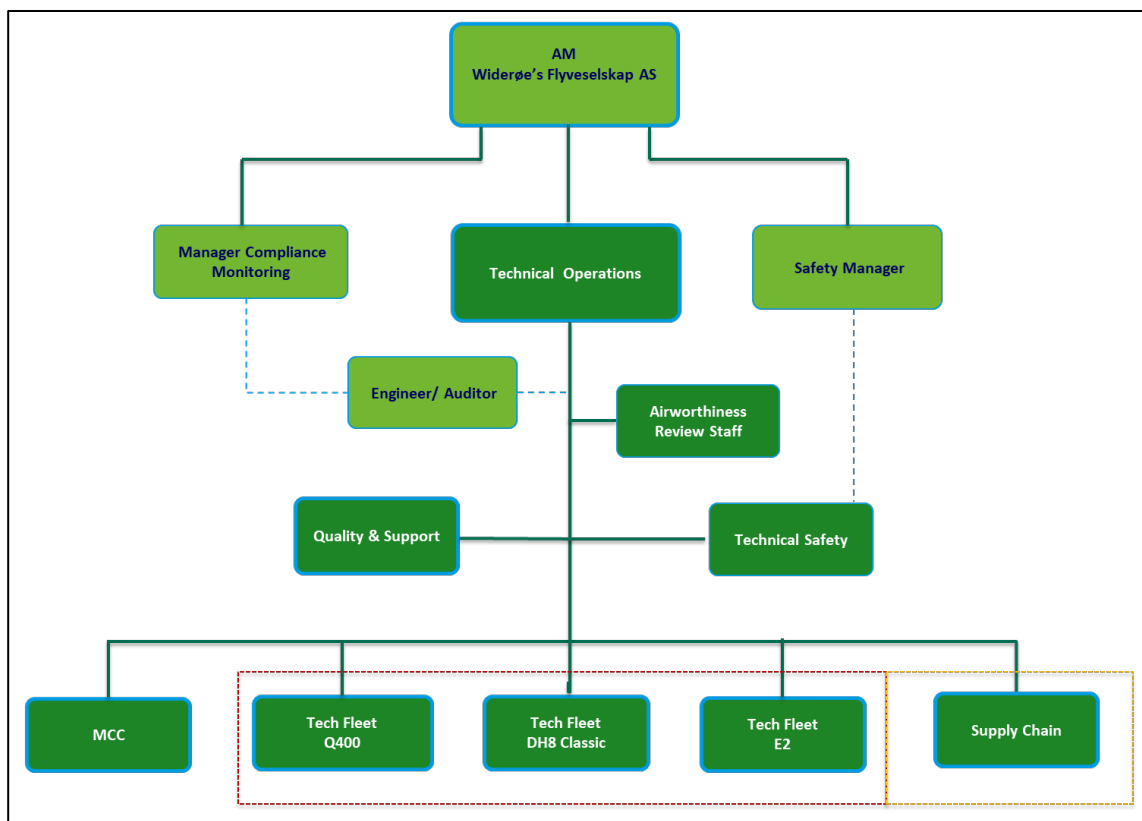 AM
Widerøe's Flyveselskap AS
Manager Compliance
Monitoring
Technical Operations
Safety Manager
Engineer/ Auditor
Airworthiness
Review Staff
Quality & Support
Technical Safety
MCC
Tech Fleet
Q400
Tech Fleet
DH8 Classic
Tech Fleet
E2
Supply Chain